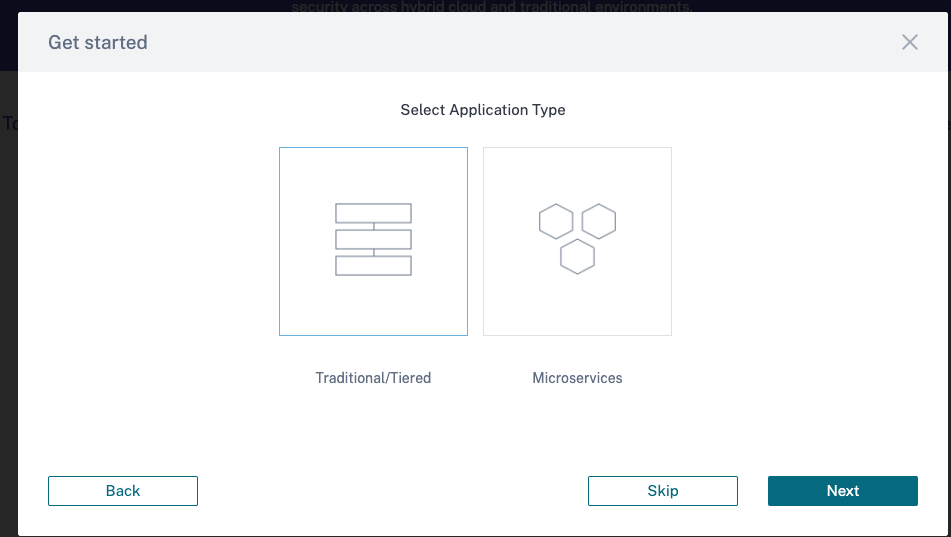 security across hybrid cloud and traditional environments.
Get started
To
Select Application Type
Traditional/Tiered
Microservices
Back
Skip
Next